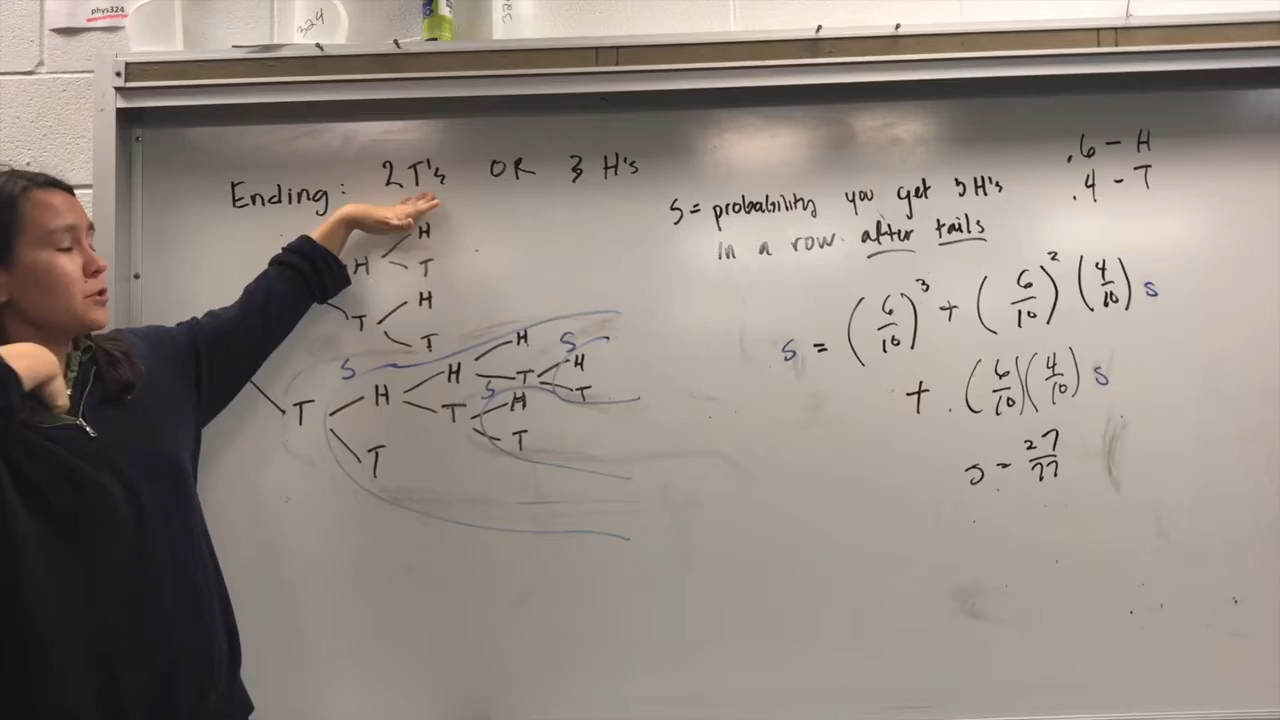 phys324
324
Ending: 2 T's OR 3 H's
.6 - H
.4 - T
S = probability you get 3 H's
in a row after tails
H
H
T
T
H
T
S
T
H
H
H
T
S
H
T
T
S
H
T
T
s = (6/10)^3 + (6/10)^2 (4/10) s
+ (6/10)(4/10) s
s = 27/77